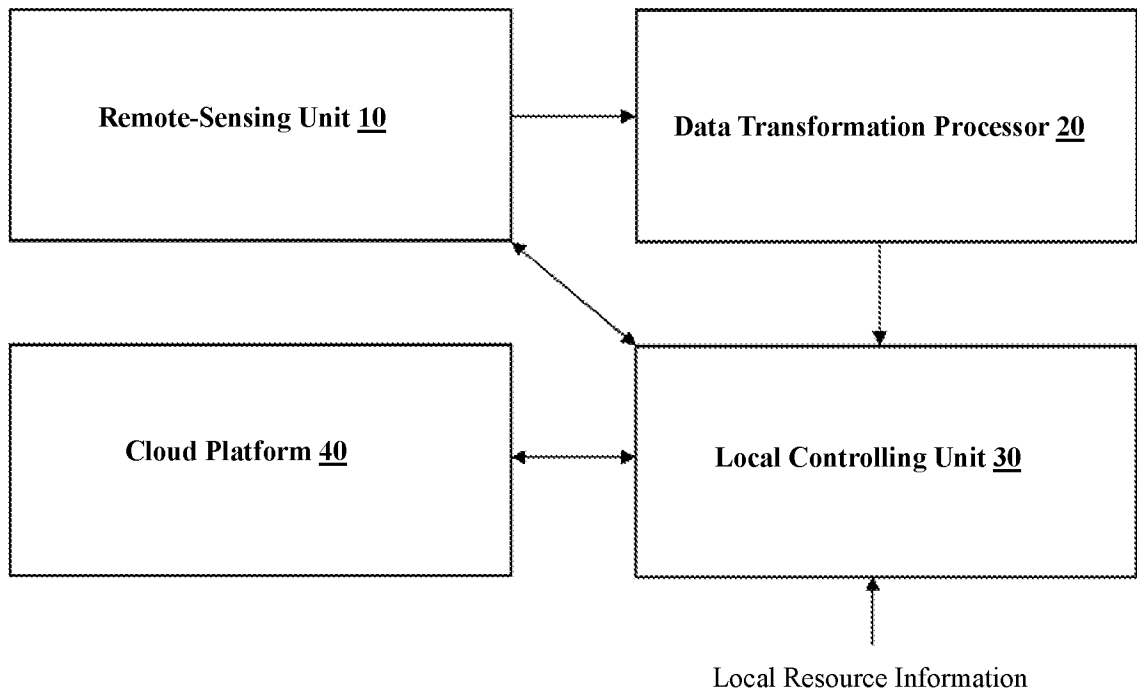 Remote-Sensing Unit 10
Data Transformation Processor 20
Cloud Platform 40
Local Controlling Unit 30
Local Resource Information